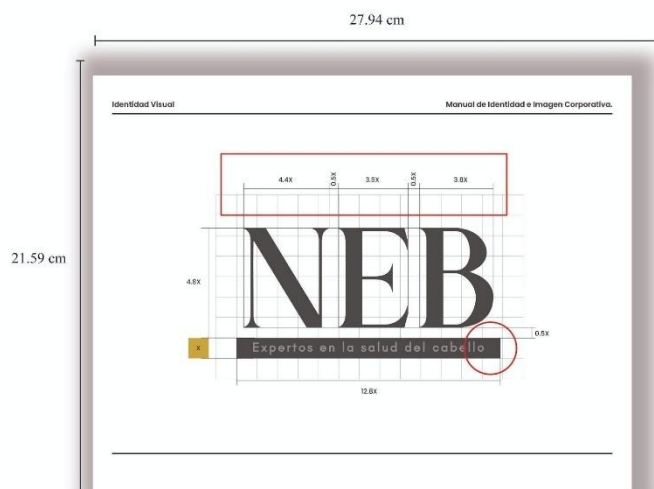 27.94 cm
Identidad Visual
Manual de Identidad e Imagen Corporativa.
4.4X
0.5X
3.5X
0.5X
3.8X
21.59 cm
4.8X
NEB
0.5X
X
Expertos en la salud del cabello
12.6X